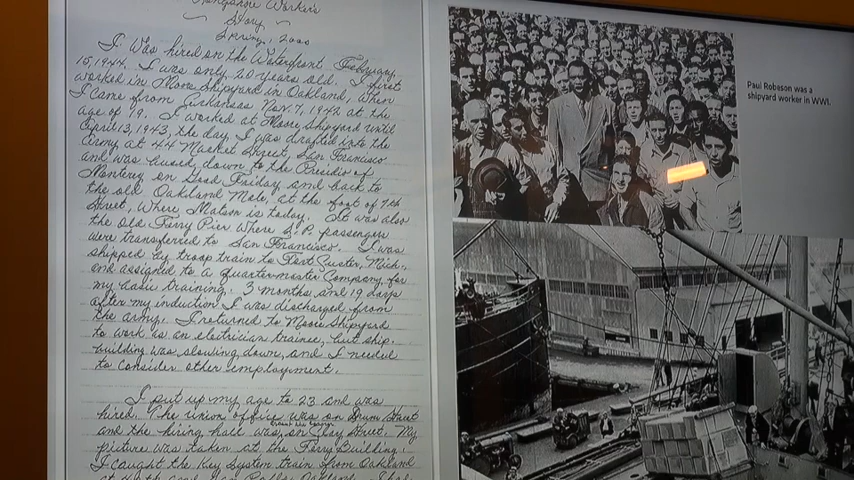 Longshore Worker's
Story
Spring, 2000
I was hired on the Waterfront February
15, 1944. I was only 20 years old. I first
worked in Moore Shipyard in Oakland, when
I came from Arkansas Nov. 7, 1942 at the
age of 19. I worked at Moore Shipyard until
April 13, 1943, the day I was drafted into the
army at 44 Market Street, San Francisco
and was bused down to the Presidio of
Monterey on Good Friday and back to
the old Oakland Mole, at the foot of 7th
Street, where Matson is today. It was also
the old Ferry Pier where S.P. passengers
were transferred to San Francisco. I was
shipped by troop train to Fort Custer, Mich.,
and assigned to a quartermaster Company for
my basic training. 3 months and 19 days
after my induction I was discharged from
the army. I returned to Moore Shipyard
to work as an electrician trainee, but ship-
building was slowing down, and I needed
to consider other employment.
I put up my age to 23 and was
hired. The union office was on Drum Street
and the hiring hall was on Clay Street. My
picture was taken at the Ferry Building.
I caught the Key System train from Oakland
Paul Robeson was a
shipyard worker in WWI.